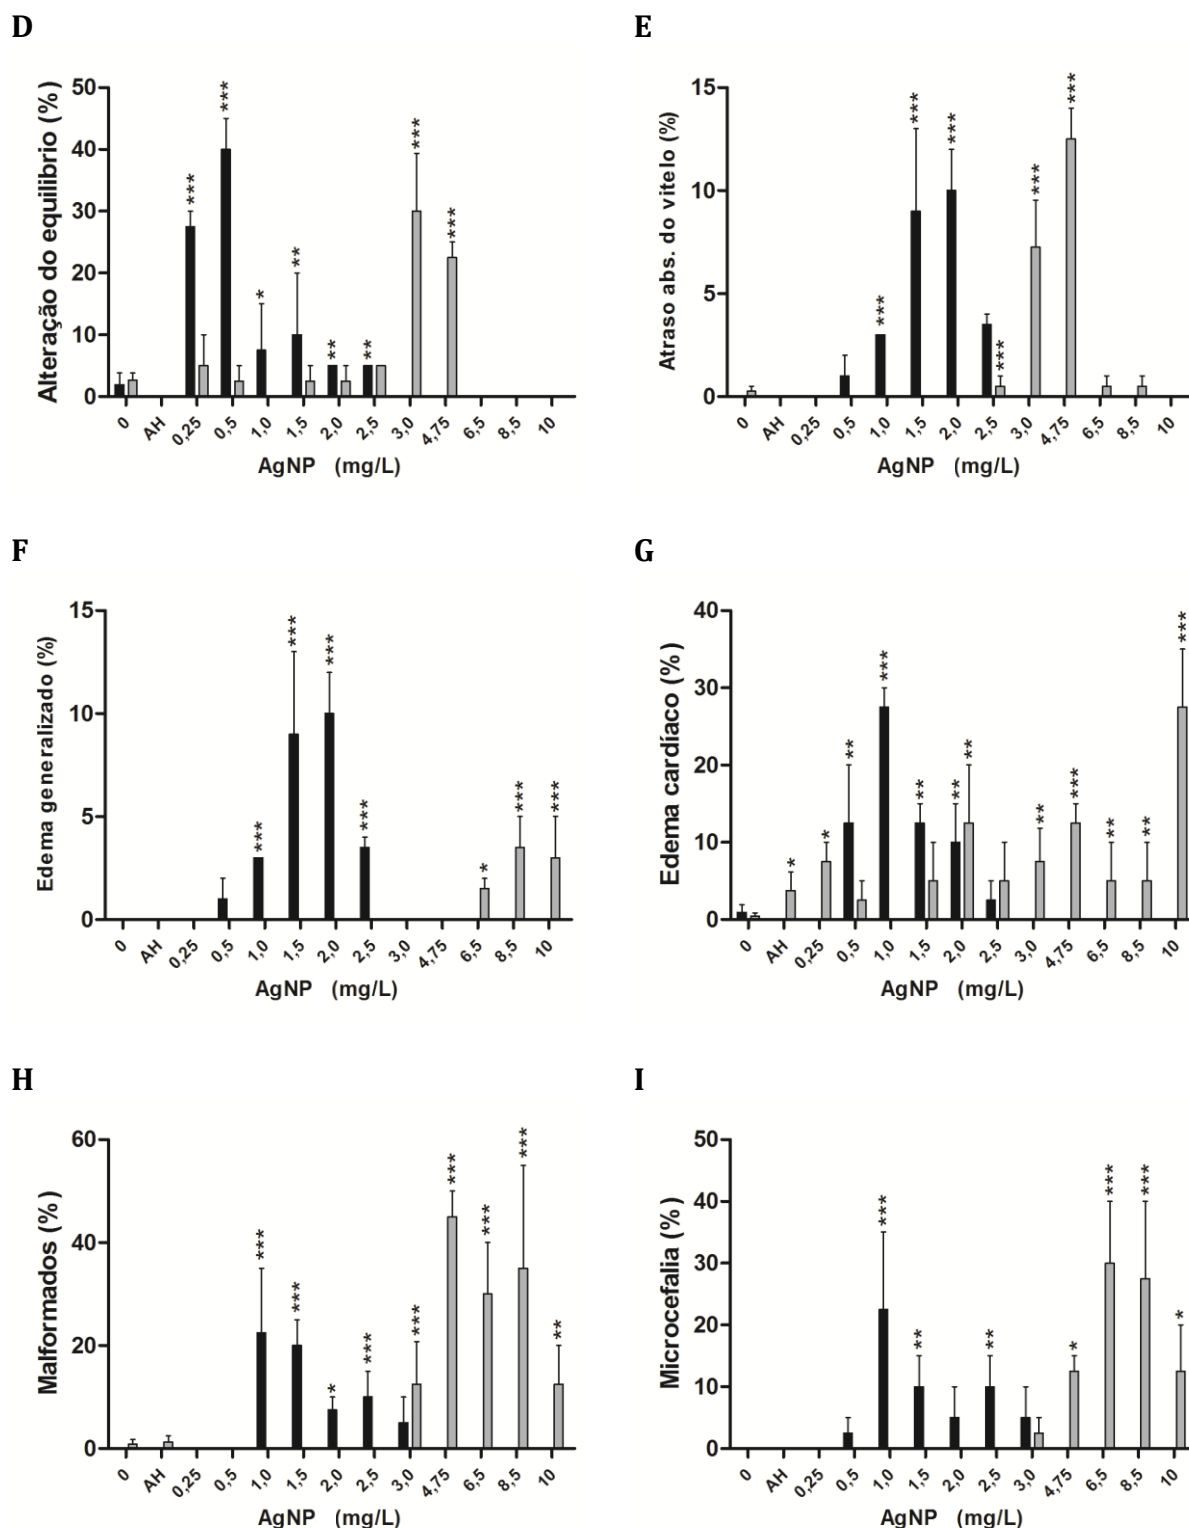 D
E
50
40
30
20
10
0
Alteração do equilibrio (%)
*** *** * ** ** ** *** ***
0 AH 0,25 0,5 1,0 1,5 2,0 2,5 3,0 4,75 6,5 8,5 10
AgNP (mg/L)
15
10
5
0
Atraso abs. do vitelo (%)
*** *** *** *** *** ***
0 AH 0,25 0,5 1,0 1,5 2,0 2,5 3,0 4,75 6,5 8,5 10
AgNP (mg/L)
F
G
15
10
5
0
Edema generalizado (%)
*** *** *** *** * *** ***
0 AH 0,25 0,5 1,0 1,5 2,0 2,5 3,0 4,75 6,5 8,5 10
AgNP (mg/L)
40
30
20
10
0
Edema cardíaco (%)
* * ** *** ** ** ** ** *** ** ** ***
0 AH 0,25 0,5 1,0 1,5 2,0 2,5 3,0 4,75 6,5 8,5 10
AgNP (mg/L)
H
I
60
40
20
0
Malformados (%)
*** *** * *** *** *** *** *** **
0 AH 0,25 0,5 1,0 1,5 2,0 2,5 3,0 4,75 6,5 8,5 10
AgNP (mg/L)
50
40
30
20
10
0
Microcefalia (%)
*** ** ** * *** *** *
0 AH 0,25 0,5 1,0 1,5 2,0 2,5 3,0 4,75 6,5 8,5 10
AgNP (mg/L)